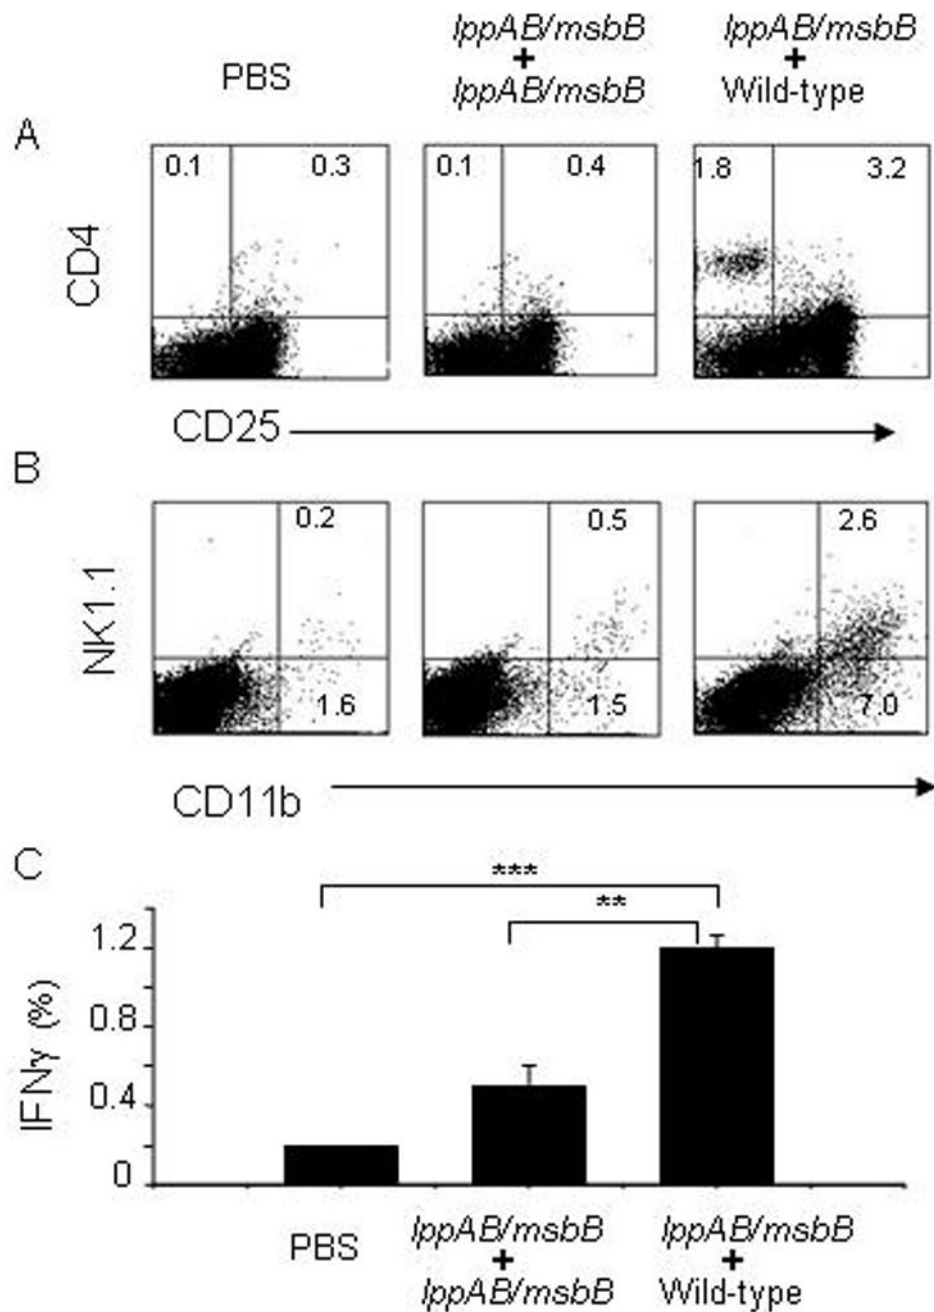 PBS
lppAB/msbB
+
lppAB/msbB
lppAB/msbB
+
Wild-type
A
CD4
0.1
0.3
0.1
0.4
1.8
3.2
CD25
B
NK1.1
0.2
1.6
0.5
1.5
2.6
7.0
CD11b
C
***
**
IFNγ (%)
1.2
0.8
0.4
0
PBS
lppAB/msbB
+
lppAB/msbB
lppAB/msbB
+
Wild-type